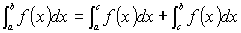 ∫_a^b f(x)dx = ∫_a^c f(x)dx + ∫_c^b f(x)dx